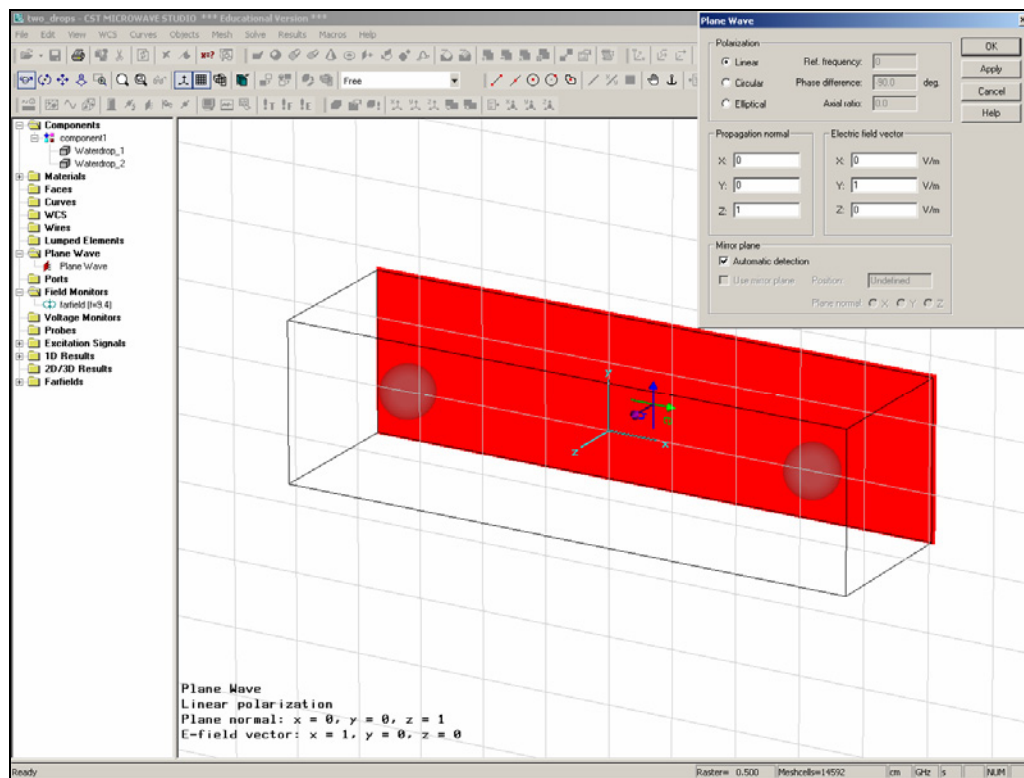 two_drops - CST MICROWAVE STUDIO *** Educational Version ***
File Edit View WCS Curves Objects Mesh Solve Results Macros Help
Free
Components
component1
Waterdrop_1
Waterdrop_2
Materials
Faces
Curves
WCS
Wires
Lumped Elements
Plane Wave
Plane Wave
Ports
Field Monitors
farfield (f=9.4)
Voltage Monitors
Probes
Excitation Signals
1D Results
2D/3D Results
Farfields
y
x
z
Plane Wave
Linear polarization
Plane normal: x = 0, y = 0, z = 1
E-field vector: x = 1, y = 0, z = 0
Plane Wave
Polarization
Linear Ref. frequency: 0
Circular Phase difference: -90.0 deg.
Elliptical Axial ratio: 0.0
OK
Apply
Cancel
Help
Propagation normal
X: 0
Y: 0
Z: 1
Electric field vector
X: 0 V/m
Y: 1 V/m
Z: 0 V/m
Mirror plane
Automatic detection
Use mirror plane Position: Undefined
Plane normal X Y Z
Ready Raster= 0.500 Meshcells=14592 cm GHz s NUM